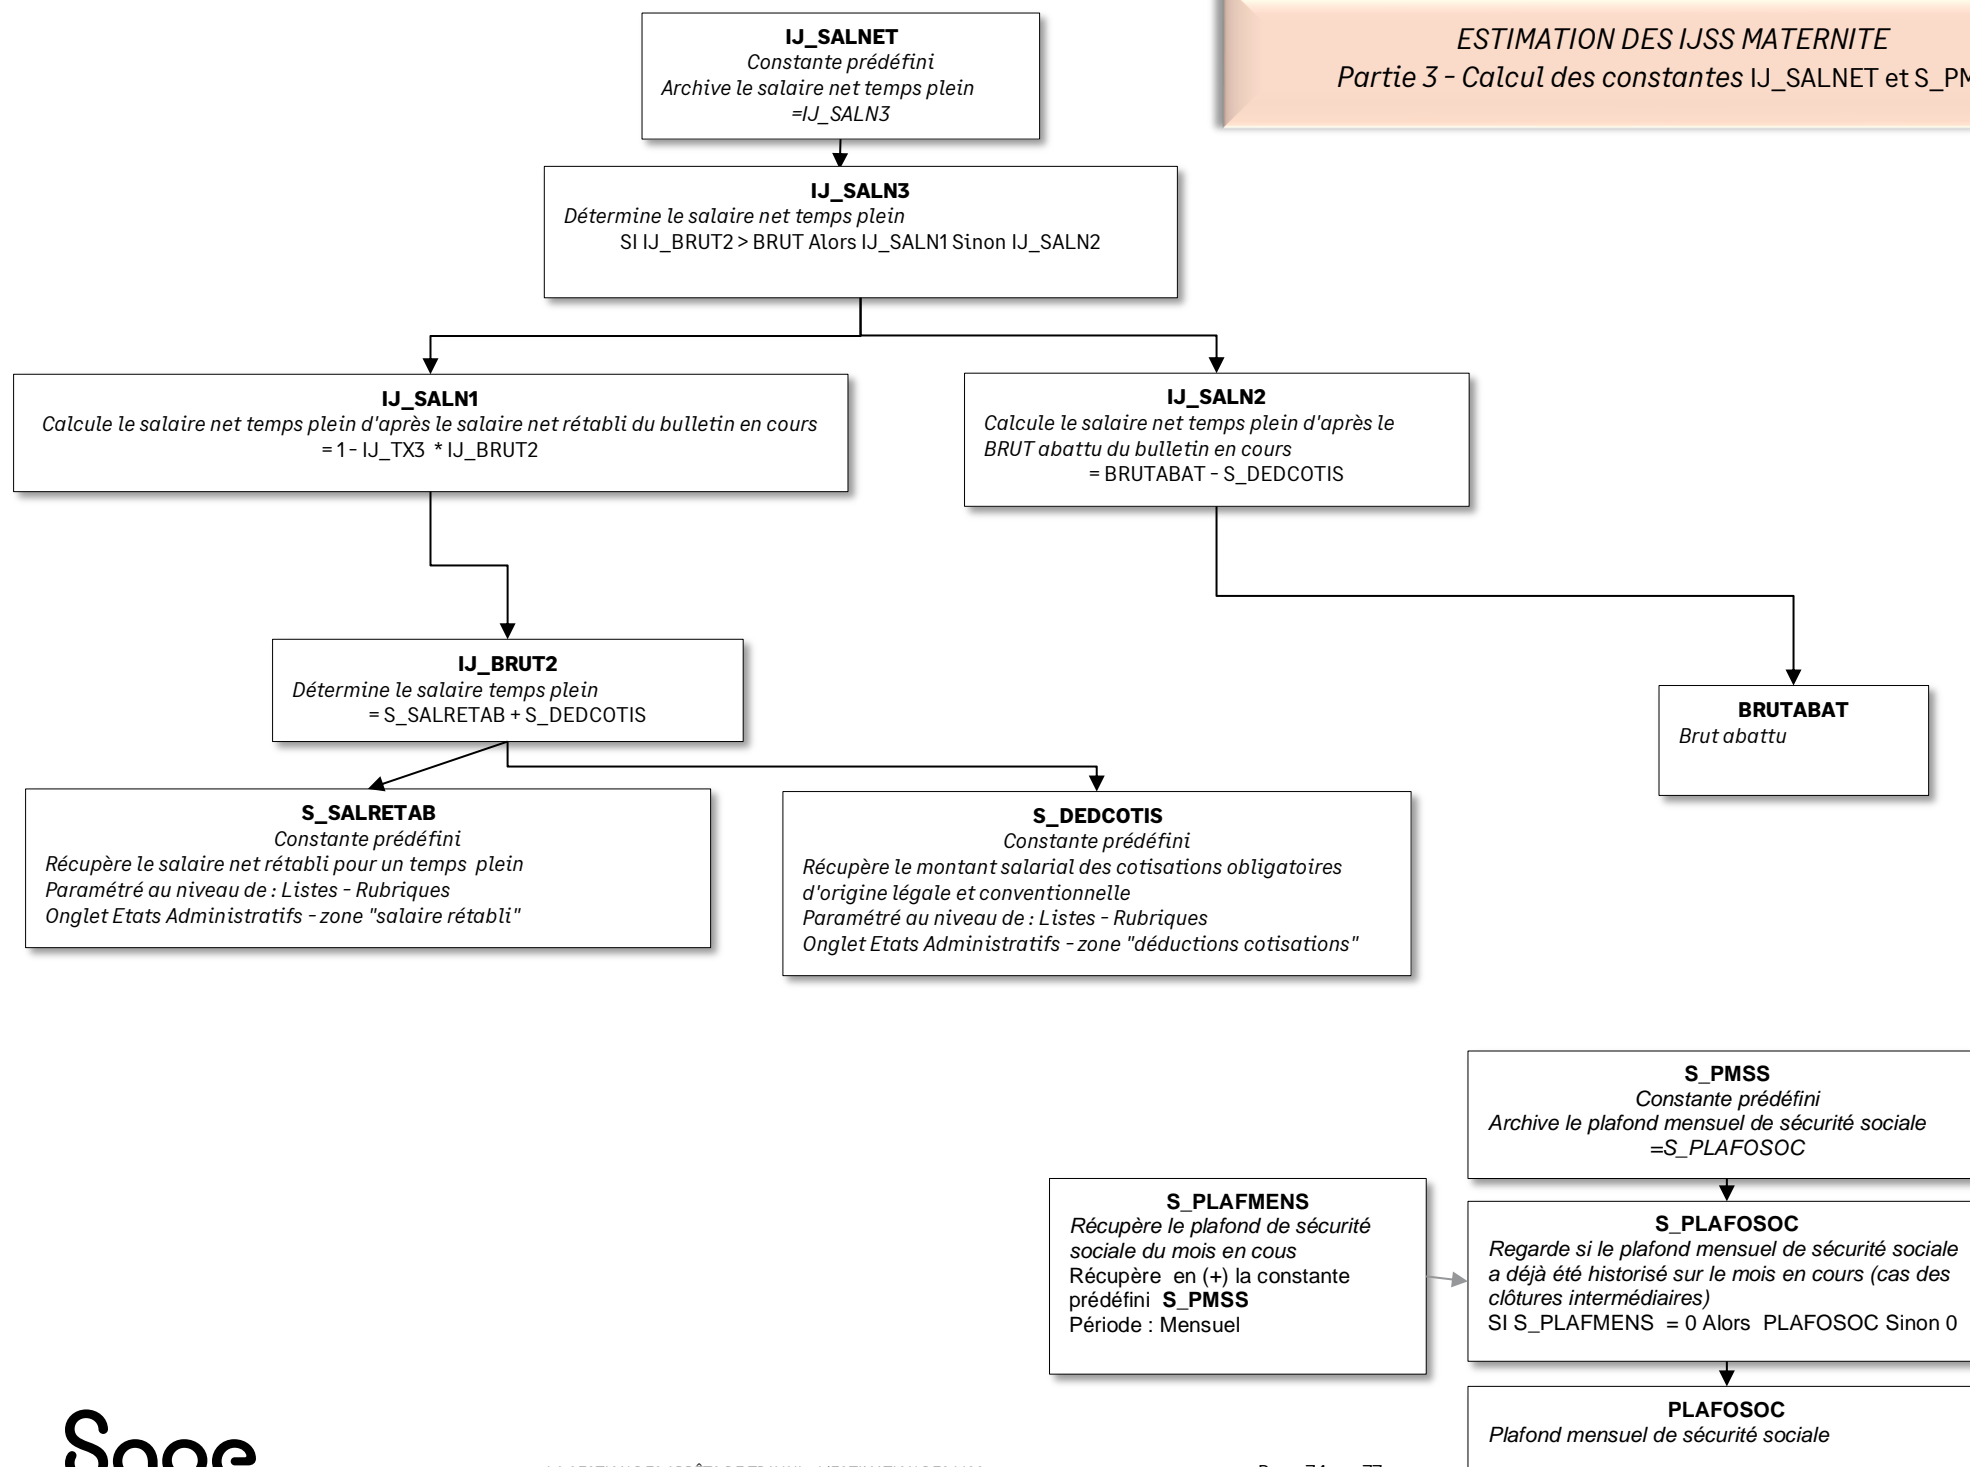 ESTIMATION DES IJSS MATERNITE
Partie 3 - Calcul des constantes IJ_SALNET et S_PM
IJ_SALNET
Constante prédéfini
Archive le salaire net temps plein
=IJ_SALN3
IJ_SALN3
Détermine le salaire net temps plein
SI IJ_BRUT2 > BRUT Alors IJ_SALN1 Sinon IJ_SALN2
IJ_SALN1
Calcule le salaire net temps plein d'après le salaire net rétabli du bulletin en cours
= 1 - IJ_TX3 * IJ_BRUT2
IJ_SALN2
Calcule le salaire net temps plein d'après le
BRUT abattu du bulletin en cours
= BRUTABAT - S_DEDCOTIS
IJ_BRUT2
Détermine le salaire temps plein
= S_SALRETAB + S_DEDCOTIS
BRUTABAT
Brut abattu
S_SALRETAB
Constante prédéfini
Récupère le salaire net rétabli pour un temps plein
Paramétré au niveau de : Listes - Rubriques
Onglet Etats Administratifs - zone "salaire rétabli"
S_DEDCOTIS
Constante prédéfini
Récupère le montant salarial des cotisations obligatoires
d'origine légale et conventionnelle
Paramétré au niveau de : Listes - Rubriques
Onglet Etats Administratifs - zone "déductions cotisations"
S_PMSS
Constante prédéfini
Archive le plafond mensuel de sécurité sociale
=S_PLAFOSOC
S_PLAFMENS
Récupère le plafond de sécurité
sociale du mois en cous
Récupère en (+) la constante
prédéfini S_PMSS
Période : Mensuel
S_PLAFOSOC
Regarde si le plafond mensuel de sécurité sociale
a déjà été historisé sur le mois en cours (cas des
clôtures intermédiaires)
SI S_PLAFMENS = 0 Alors PLAFOSOC Sinon 0
PLAFOSOC
Plafond mensuel de sécurité sociale
Sage